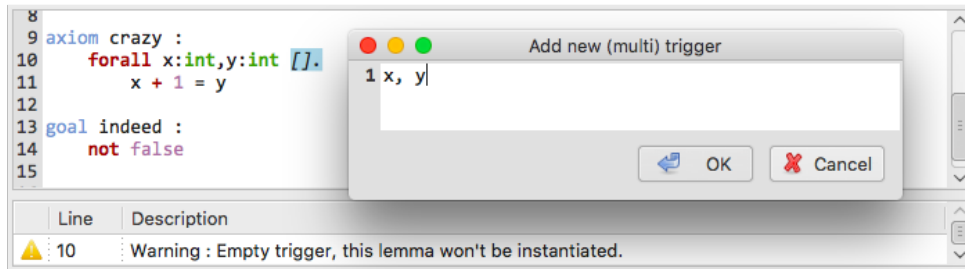 8
9 axiom crazy :
10 forall x:int,y:int [].
11 x + 1 = y
12
13 goal indeed :
14 not false
15
Add new (multi) trigger
1 x, y
OK Cancel
Line Description
10 Warning : Empty trigger, this lemma won't be instantiated.